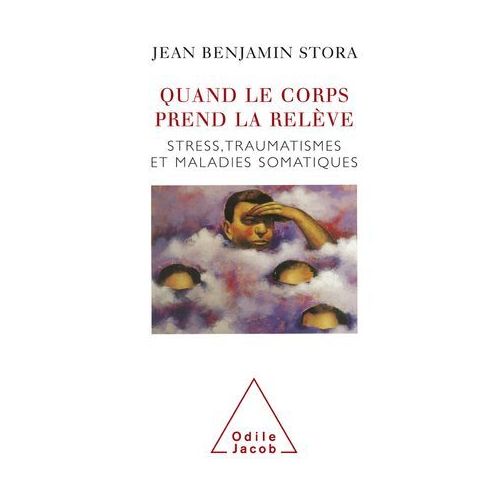 JEAN BENJAMIN STORA
QUAND LE CORPS
PREND LA RELÈVE
STRESS, TRAUMATISMES
ET MALADIES SOMATIQUES
Odile
Jacob